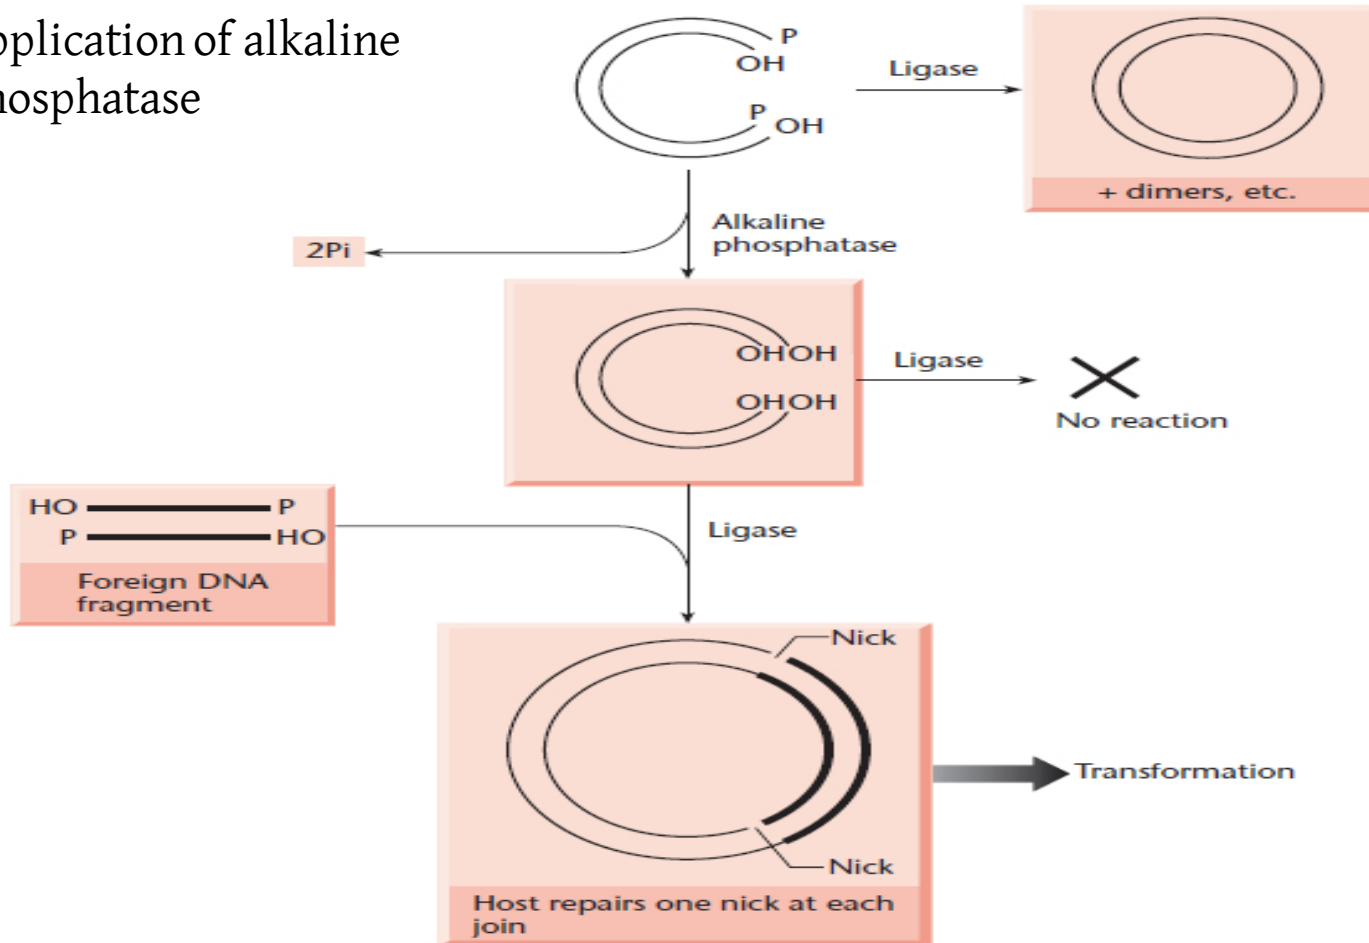 pplication of alkaline
hosphatase
P
OH
P
OH
Ligase
+ dimers, etc.
Alkaline
phosphatase
2Pi
OHOH
OHOH
Ligase
No reaction
HO P
P HO
Foreign DNA
fragment
Ligase
Nick
Nick
Transformation
Host repairs one nick at each
join